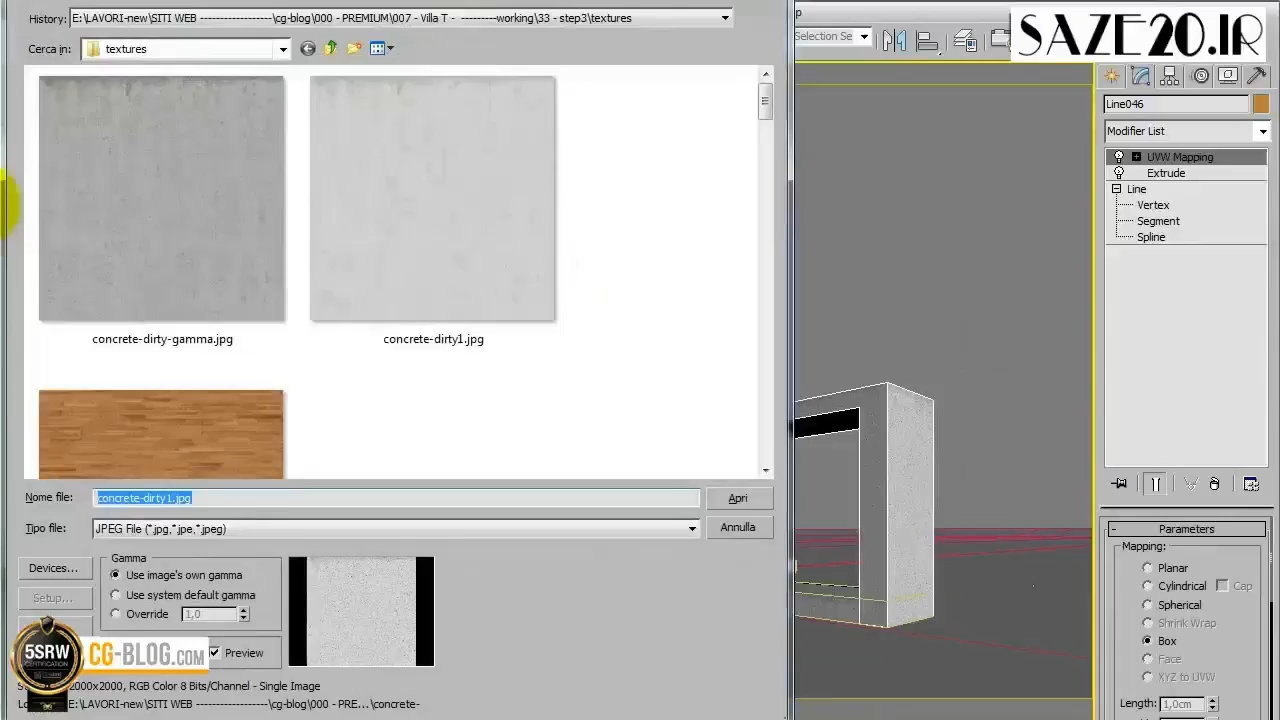 History:
E:\LAVORI-new\SITI WEB ------------------\cg-blog\000 - PREMIUM\007 - Villa T - ---------working\33 - step3\textures
Selection Se
SAZE20.IR
Cerca in:
textures
concrete-dirty-gamma.jpg
concrete-dirty1.jpg
Nome file:
concrete-dirty1.jpg
Apri
Tipo file:
JPEG File (*.jpg,*.jpe,*.jpeg)
Annulla
Devices...
Setup...
Gamma
Use image's own gamma
Use system default gamma
Override
1,0
Preview
5SRW
CERTIFICATION
CG-BLOG.COM
2000x2000, RGB Color 8 Bits/Channel - Single Image
E:\LAVORI-new\SITI WEB ------------------\cg-blog\000 - PRE...\concrete-
Line046
Modifier List
UVW Mapping
Extrude
Line
Vertex
Segment
Spline
Parameters
Mapping:
Planar
Cylindrical
Cap
Spherical
Shrink Wrap
Box
Face
XYZ to UVW
Length:
1,0cm